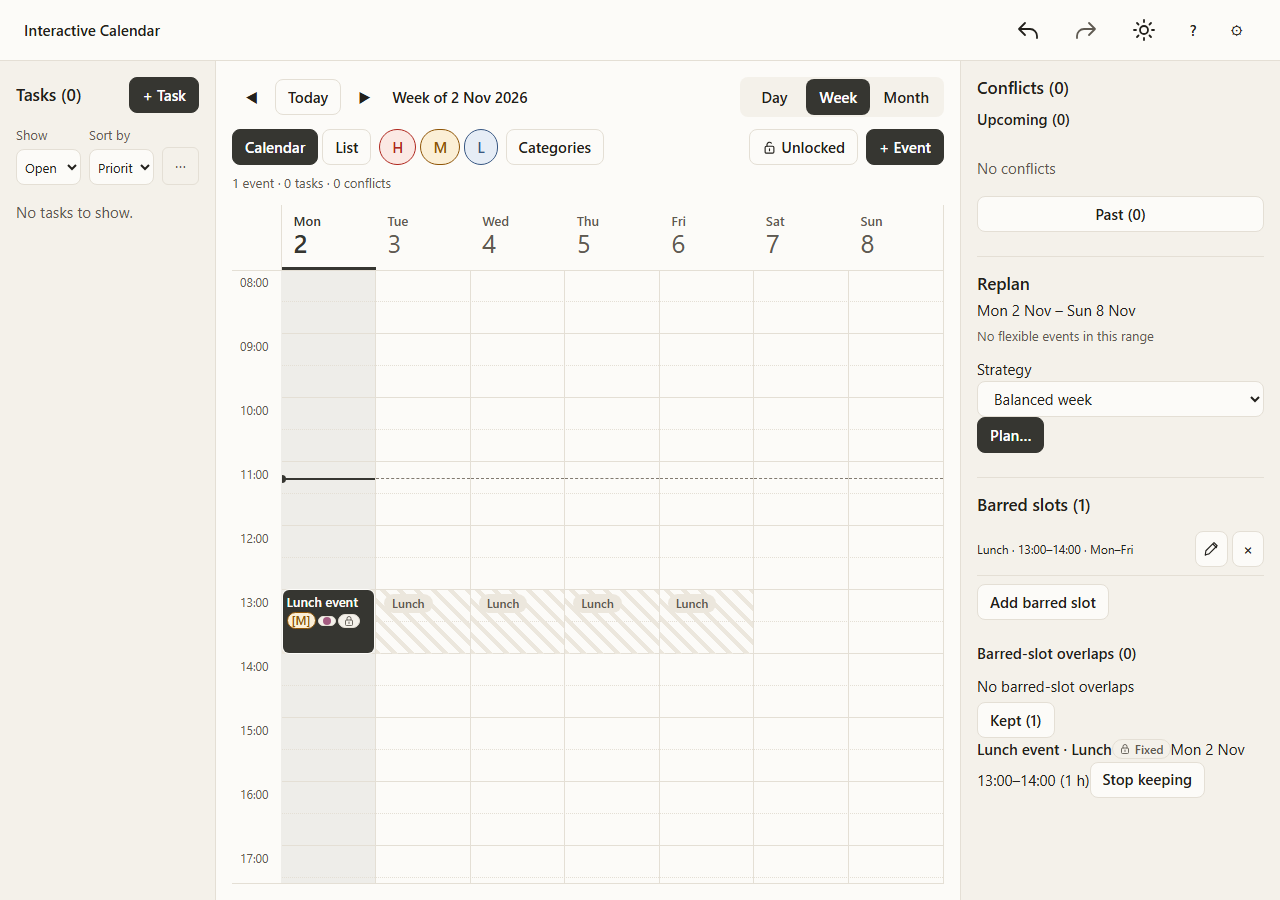 Interactive Calendar
?
Tasks (0)
+ Task
Show
Sort by
Open
Priorit
...
No tasks to show.
◀
Today
▶
Week of 2 Nov 2026
Day
Week
Month
Calendar
List
H
M
L
Categories
Unlocked
+ Event
1 event · 0 tasks · 0 conflicts
Mon
2
Tue
3
Wed
4
Thu
5
Fri
6
Sat
7
Sun
8
08:00
09:00
10:00
11:00
12:00
13:00
14:00
15:00
16:00
17:00
Lunch event
[M]
Lunch
Lunch
Lunch
Lunch
Conflicts (0)
Upcoming (0)
No conflicts
Past (0)
Replan
Mon 2 Nov – Sun 8 Nov
No flexible events in this range
Strategy
Balanced week
Plan...
Barred slots (1)
Lunch · 13:00–14:00 · Mon–Fri
×
Add barred slot
Barred-slot overlaps (0)
No barred-slot overlaps
Kept (1)
Lunch event · Lunch Fixed Mon 2 Nov
13:00–14:00 (1 h) Stop keeping